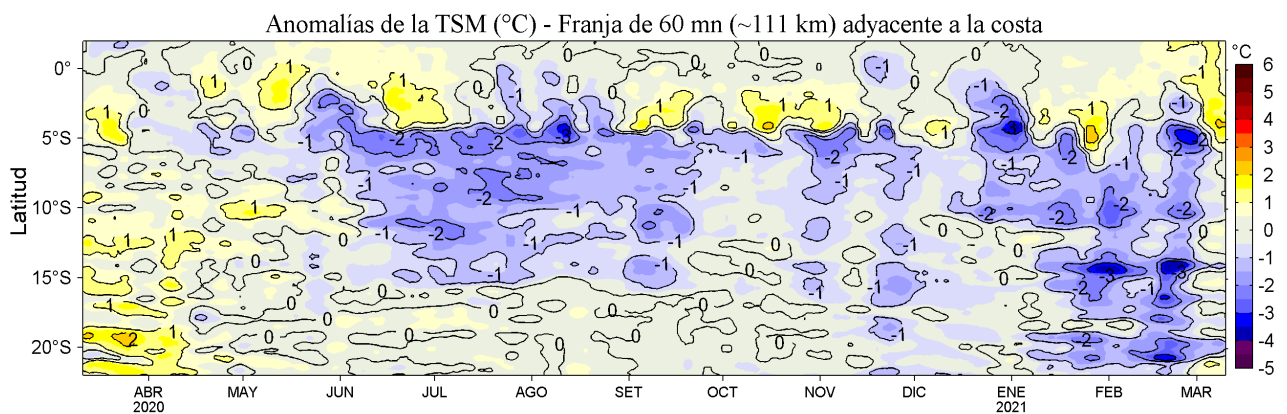 Anomalías de la TSM (°C) - Franja de 60 mn (~111 km) adyacente a la costa
°C
6
5
4
3
2
1
0
-1
-2
-3
-4
-5
Latitud
0°
5°S
10°S
15°S
20°S
ABR MAY JUN JUL AGO SET OCT NOV DIC ENE FEB MAR
2020 2021